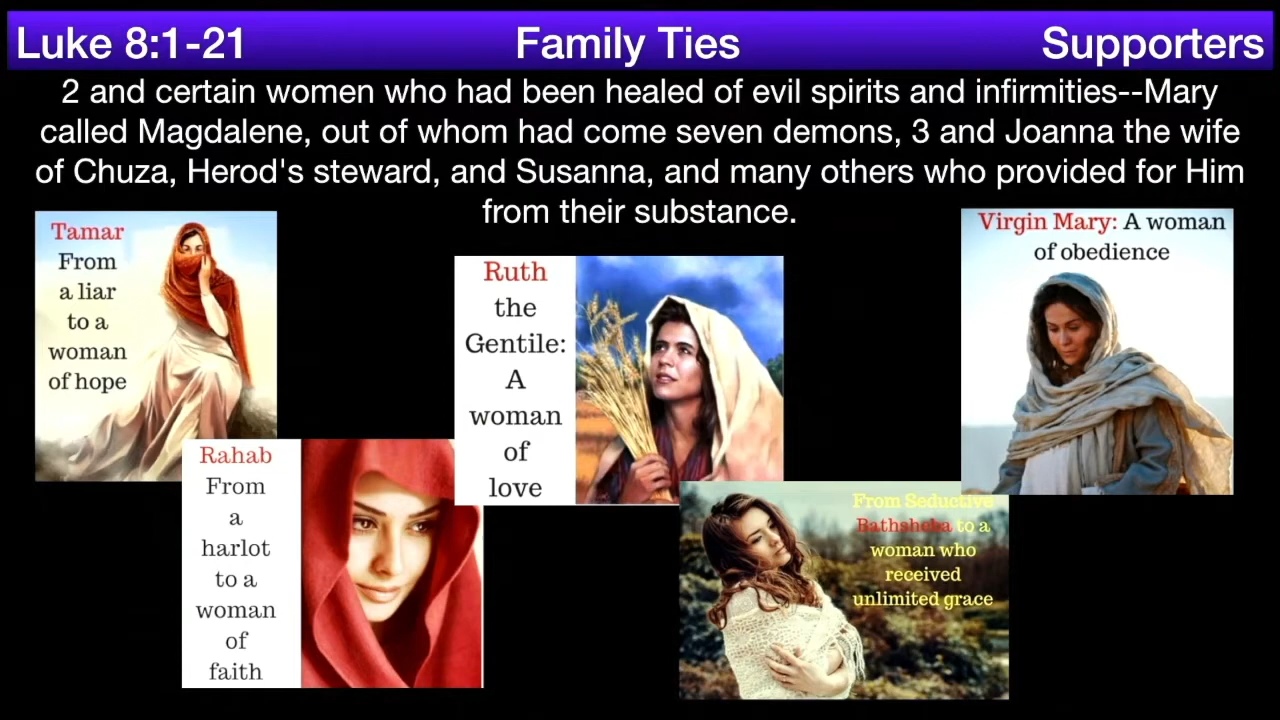 Luke 8:1-21 Family Ties Supporters
2 and certain women who had been healed of evil spirits and infirmities--Mary
called Magdalene, out of whom had come seven demons, 3 and Joanna the wife
of Chuza, Herod's steward, and Susanna, and many others who provided for Him
from their substance.
Tamar
From
a liar
to a
woman
of hope
Rahab
From
a
harlot
to a
woman
of
faith
Ruth
the
Gentile:
A
woman
of
love
From Seductive
Bathsheba to a
woman who
received
unlimited grace
Virgin Mary: A woman
of obedience